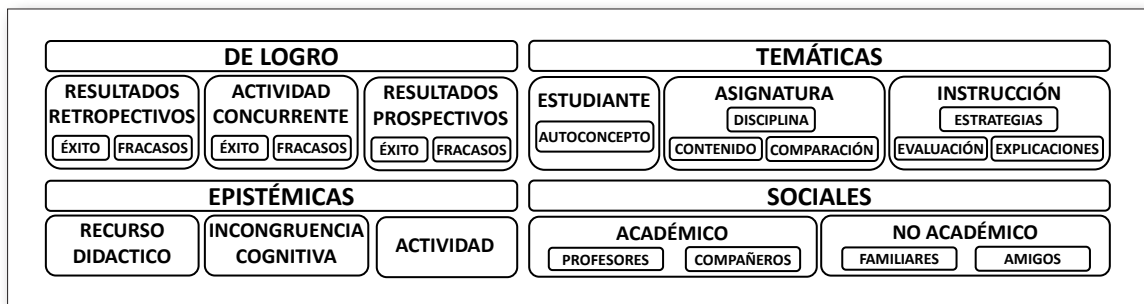 DE LOGRO
RESULTADOS
RETROPECTIVOS
ÉXITO FRACASOS
ACTIVIDAD
CONCURRENTE
ÉXITO FRACASOS
RESULTADOS
PROSPECTIVOS
ÉXITO FRACASOS
TEMÁTICAS
ESTUDIANTE
AUTOCONCEPTO
ASIGNATURA
DISCIPLINA
CONTENIDO COMPARACIÓN
INSTRUCCIÓN
ESTRATEGIAS
EVALUACIÓN EXPLICACIONES
EPISTÉMICAS
RECURSO
DIDACTICO
INCONGRUENCIA
COGNITIVA
ACTIVIDAD
SOCIALES
ACADÉMICO
PROFESORES COMPAÑEROS
NO ACADÉMICO
FAMILIARES AMIGOS